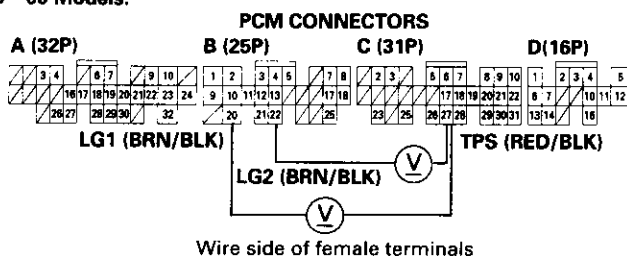 PCM CONNECTORS
A (32P) B (25P) C (31P) D(16P)
3 4 6 7 9 10 1 2 3 4 5 7 8 2 3 5 6 7 8 9 10 1 2 3 4 5
16 17 18 19 20 21 22 23 24 9 10 11 12 13 17 18 17 18 19 20 21 22 6 7 10 11 12
26 27 28 29 30 32 20 21 22 25 23 25 26 27 28 29 30 31 13 14 16
LG1 (BRN/BLK) TPS (RED/BLK)
LG2 (BRN/BLK) V
V
Wire side of female terminals